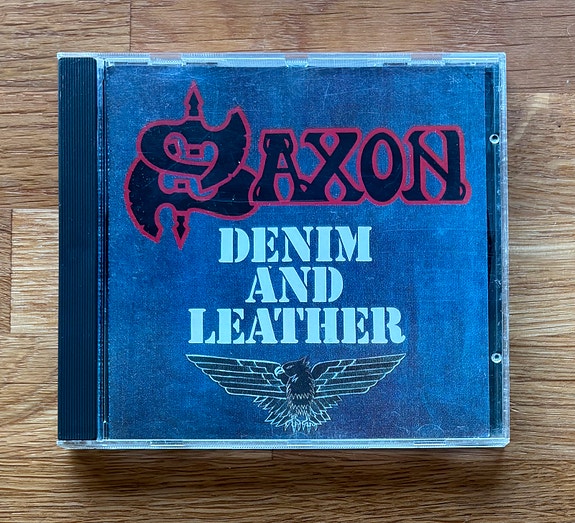 SAXON
DENIM
AND
LEATHER